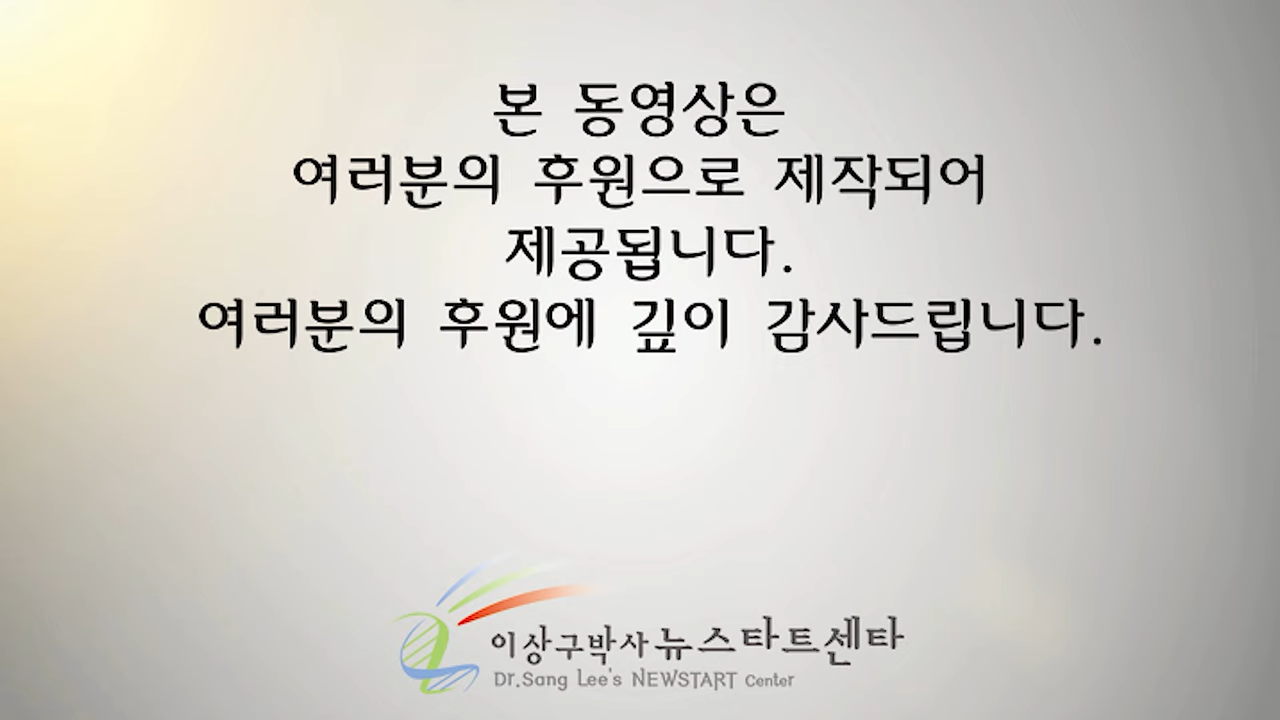 본 동영상은
여러분의 후원으로 제작되어
제공됩니다.
여러분의 후원에 깊이 감사드립니다.
이상구박사뉴스타트센타
Dr.Sang Lee's NEWSTART Center